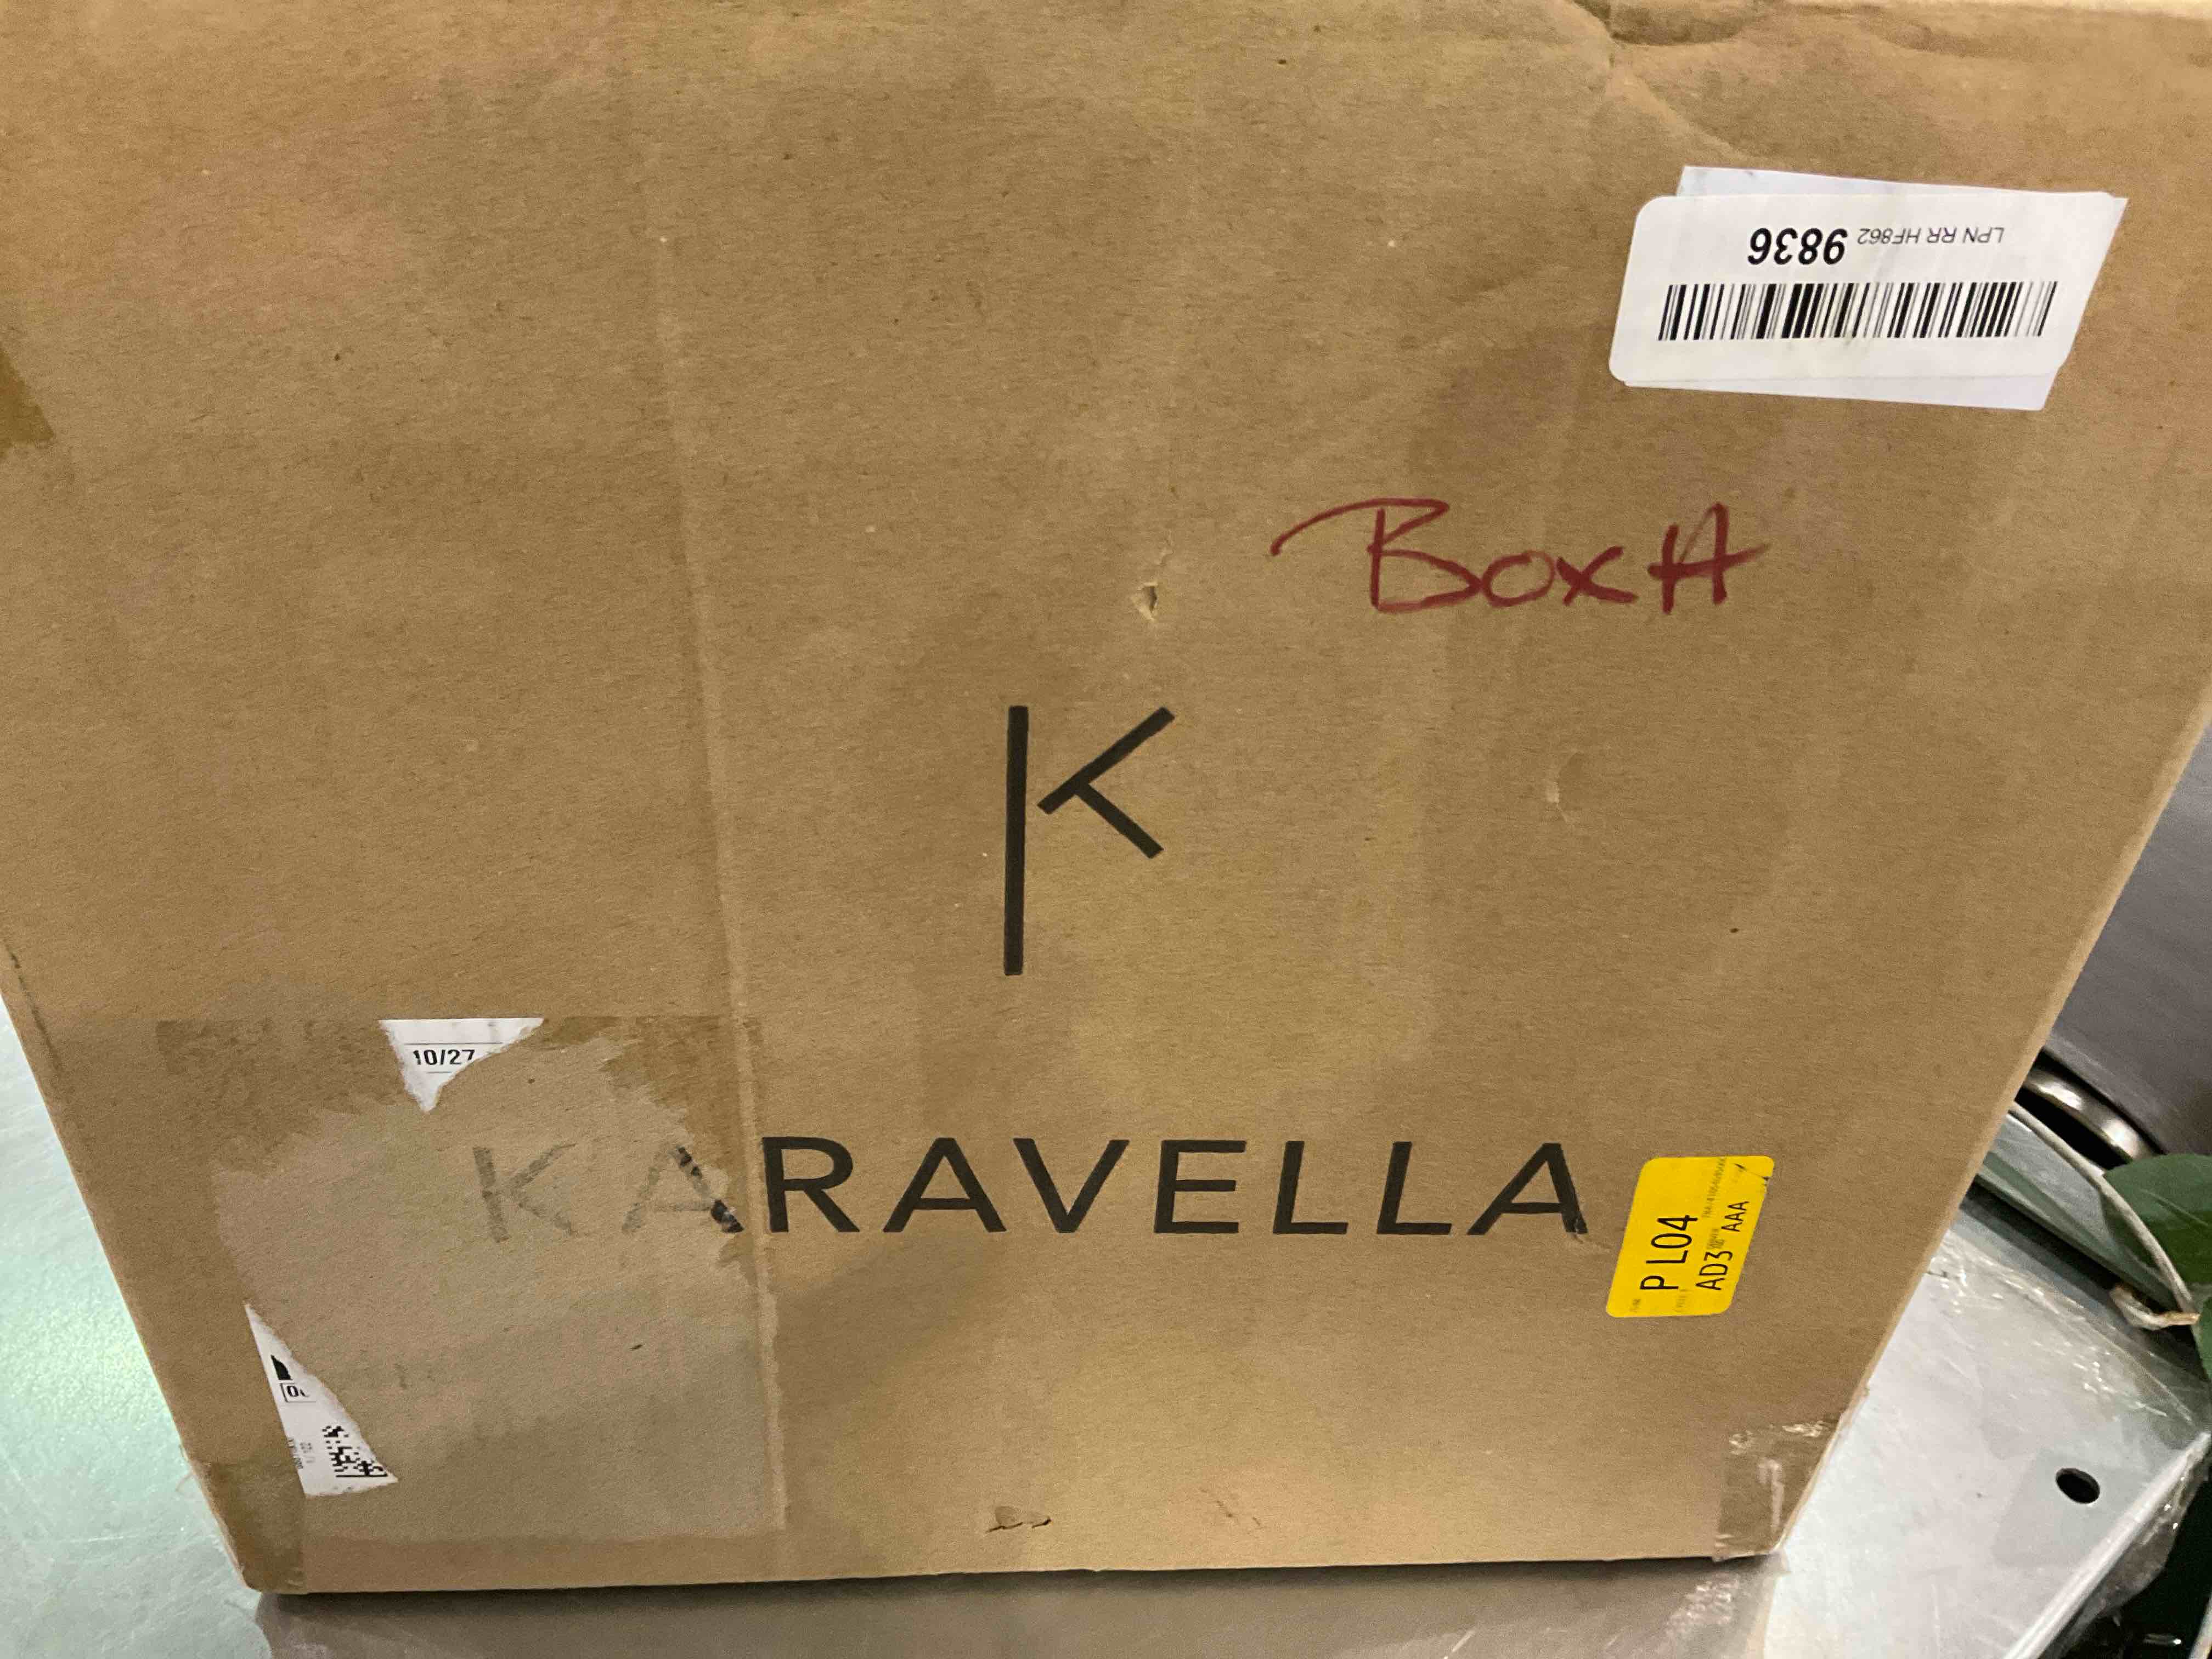 LPN RR HF862 9836
Box A
K
10/27
KARAVELLA
P L04
AD3 AAA